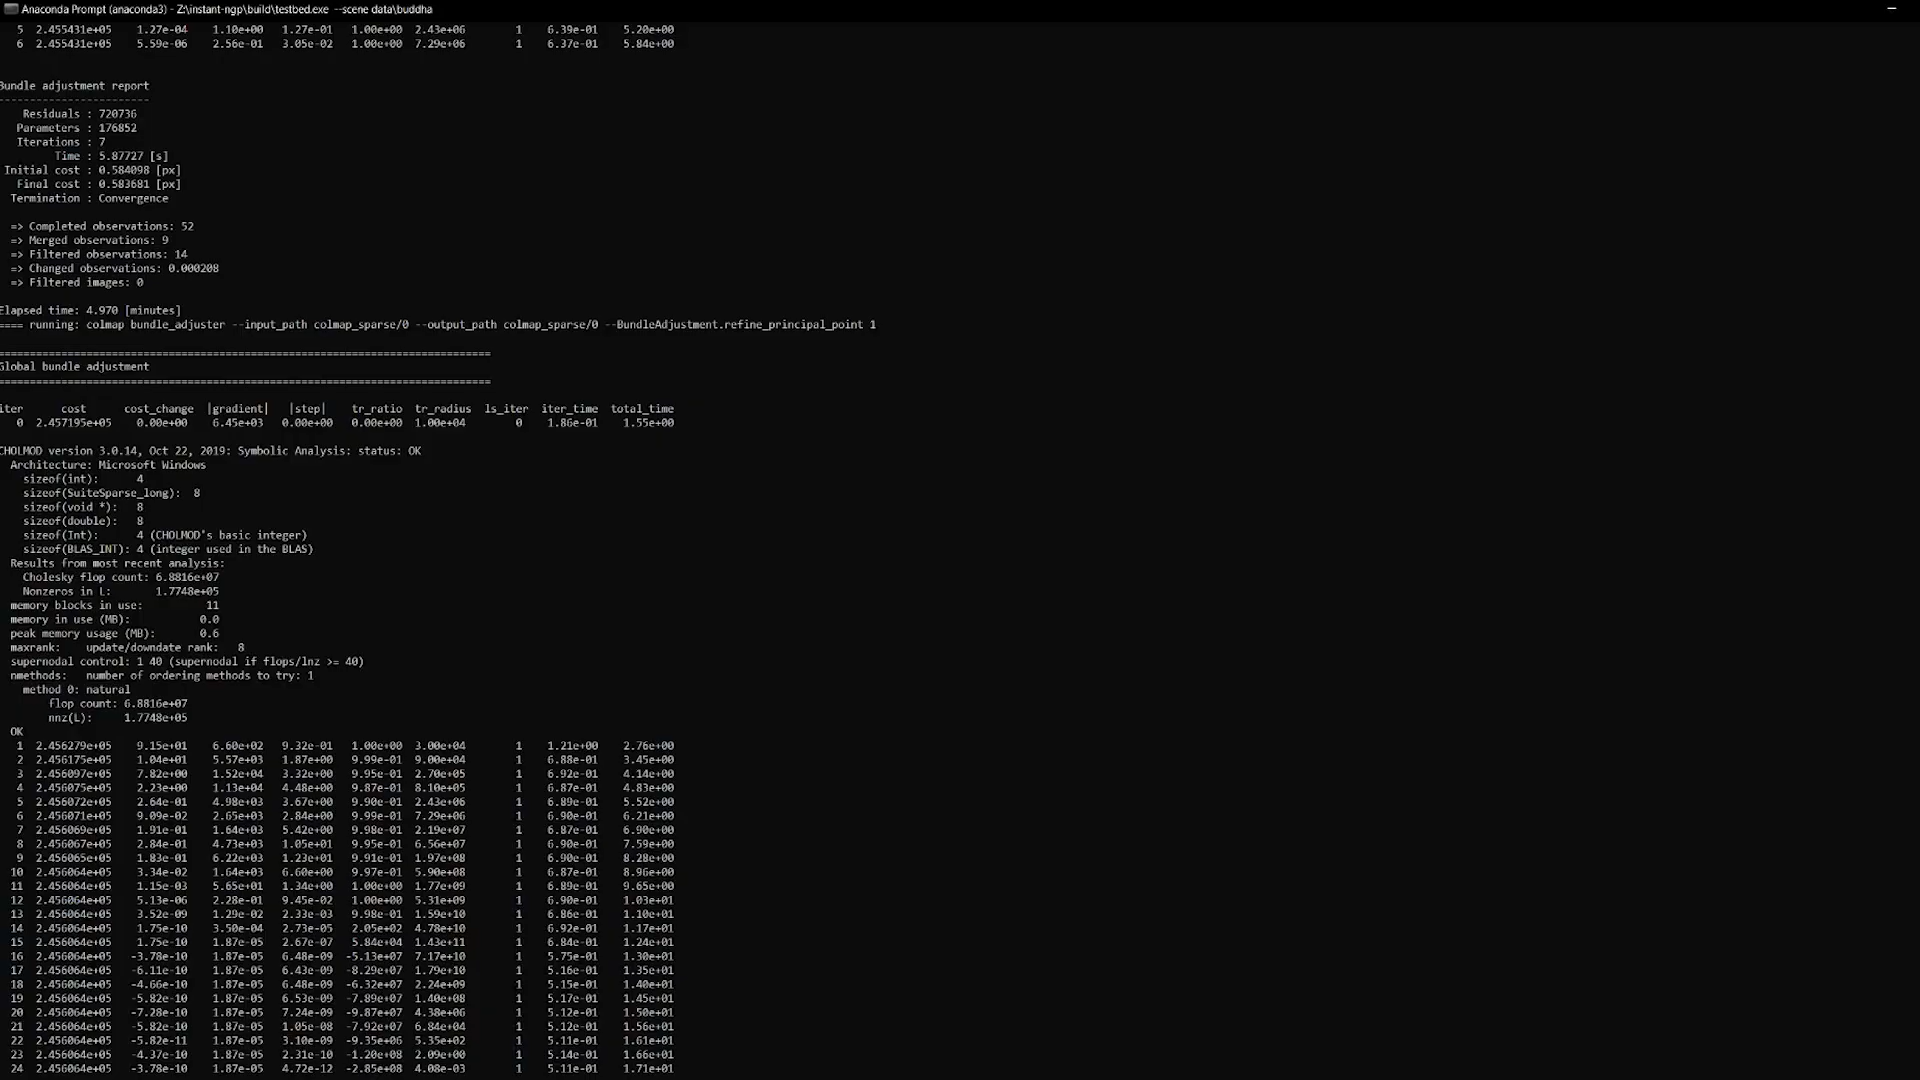 Anaconda Prompt (anaconda3) - Z:\instant-ngp\build\testbed.exe --scene data\buddha
5 2.455431e+05 1.27e-04 1.10e+00 1.27e-01 1.00e+00 2.43e+06 1 6.39e-01 5.20e+00
6 2.455431e+05 5.59e-06 2.56e-01 3.05e-02 1.00e+00 7.29e+06 1 6.37e-01 5.84e+00
Bundle adjustment report
------------------------
Residuals : 720736
Parameters : 176852
Iterations : 7
Time : 5.87727 [s]
Initial cost : 0.584098 [px]
Final cost : 0.583681 [px]
Termination : Convergence
=> Completed observations: 52
=> Merged observations: 9
=> Filtered observations: 14
=> Changed observations: 0.000208
=> Filtered images: 0
Elapsed time: 4.970 [minutes]
==== running: colmap bundle_adjuster --input_path colmap_sparse/0 --output_path colmap_sparse/0 --BundleAdjustment.refine_principal_point 1
==============================================================================
Global bundle adjustment
==============================================================================
iter cost cost_change |gradient| |step| tr_ratio tr_radius ls_iter iter_time total_time
0 2.457195e+05 0.00e+00 6.45e+03 0.00e+00 0.00e+00 1.00e+04 0 1.86e-01 1.55e+00
CHOLMOD version 3.0.14, Oct 22, 2019: Symbolic Analysis: status: OK
Architecture: Microsoft Windows
sizeof(int): 4
sizeof(SuiteSparse_long): 8
sizeof(void *): 8
sizeof(double): 8
sizeof(Int): 4 (CHOLMOD's basic integer)
sizeof(BLAS_INT): 4 (integer used in the BLAS)
Results from most recent analysis:
Cholesky flop count: 6.8816e+07
Nonzeros in L: 1.7748e+05
memory blocks in use: 11
memory in use (MB): 0.0
peak memory usage (MB): 0.6
maxrank: update/downdate rank: 8
supernodal control: 1 40 (supernodal if flops/lnz >= 40)
nmethods: number of ordering methods to try: 1
method 0: natural
flop count: 6.8816e+07
nnz(L): 1.7748e+05
OK
1 2.456279e+05 9.15e+01 6.60e+02 9.32e-01 1.00e+00 3.00e+04 1 1.21e+00 2.76e+00
2 2.456175e+05 1.04e+01 5.57e+03 1.87e+00 9.99e-01 9.00e+04 1 6.88e-01 3.45e+00
3 2.456097e+05 7.82e+00 1.52e+04 3.32e+00 9.95e-01 2.70e+05 1 6.92e-01 4.14e+00
4 2.456075e+05 2.23e+00 1.13e+04 4.48e+00 9.87e-01 8.10e+05 1 6.87e-01 4.83e+00
5 2.456072e+05 2.64e-01 4.98e+03 3.67e+00 9.90e-01 2.43e+06 1 6.89e-01 5.52e+00
6 2.456071e+05 9.09e-02 2.65e+03 2.84e+00 9.99e-01 7.29e+06 1 6.90e-01 6.21e+00
7 2.456069e+05 1.91e-01 1.64e+03 5.42e+00 9.98e-01 2.19e+07 1 6.87e-01 6.90e+00
8 2.456067e+05 2.84e-01 4.73e+03 1.05e+01 9.95e-01 6.56e+07 1 6.90e-01 7.59e+00
9 2.456065e+05 1.83e-01 6.22e+03 1.23e+01 9.91e-01 1.97e+08 1 6.90e-01 8.28e+00
10 2.456064e+05 3.34e-02 1.64e+03 6.60e+00 9.97e-01 5.90e+08 1 6.87e-01 8.96e+00
11 2.456064e+05 1.15e-03 5.65e+01 1.34e+00 1.00e+00 1.77e+09 1 6.89e-01 9.65e+00
12 2.456064e+05 5.13e-06 2.28e-01 9.45e-02 1.00e+00 5.31e+09 1 6.90e-01 1.03e+01
13 2.456064e+05 3.52e-09 1.29e-02 2.33e-03 9.98e-01 1.59e+10 1 6.86e-01 1.10e+01
14 2.456064e+05 1.75e-10 3.50e-04 2.73e-05 2.05e+02 4.78e+10 1 6.92e-01 1.17e+01
15 2.456064e+05 1.75e-10 1.87e-05 2.67e-07 5.84e+04 1.43e+11 1 6.84e-01 1.24e+01
16 2.456064e+05 -3.78e-10 1.87e-05 6.48e-09 -5.13e+07 7.17e+10 1 5.75e-01 1.30e+01
17 2.456064e+05 -6.11e-10 1.87e-05 6.43e-09 -8.29e+07 1.79e+10 1 5.16e-01 1.35e+01
18 2.456064e+05 -4.66e-10 1.87e-05 6.48e-09 -6.32e+07 2.24e+09 1 5.15e-01 1.40e+01
19 2.456064e+05 -5.82e-10 1.87e-05 6.53e-09 -7.89e+07 1.40e+08 1 5.17e-01 1.45e+01
20 2.456064e+05 -7.28e-10 1.87e-05 7.24e-09 -9.87e+07 4.38e+06 1 5.12e-01 1.50e+01
21 2.456064e+05 -5.82e-10 1.87e-05 1.05e-08 -7.92e+07 6.84e+04 1 5.12e-01 1.56e+01
22 2.456064e+05 -5.82e-11 1.87e-05 3.10e-09 -9.35e+06 5.35e+02 1 5.11e-01 1.61e+01
23 2.456064e+05 -4.37e-10 1.87e-05 2.31e-10 -1.20e+08 2.09e+00 1 5.14e-01 1.66e+01
24 2.456064e+05 -3.78e-10 1.87e-05 4.72e-12 -2.85e+08 4.08e-03 1 5.11e-01 1.71e+01